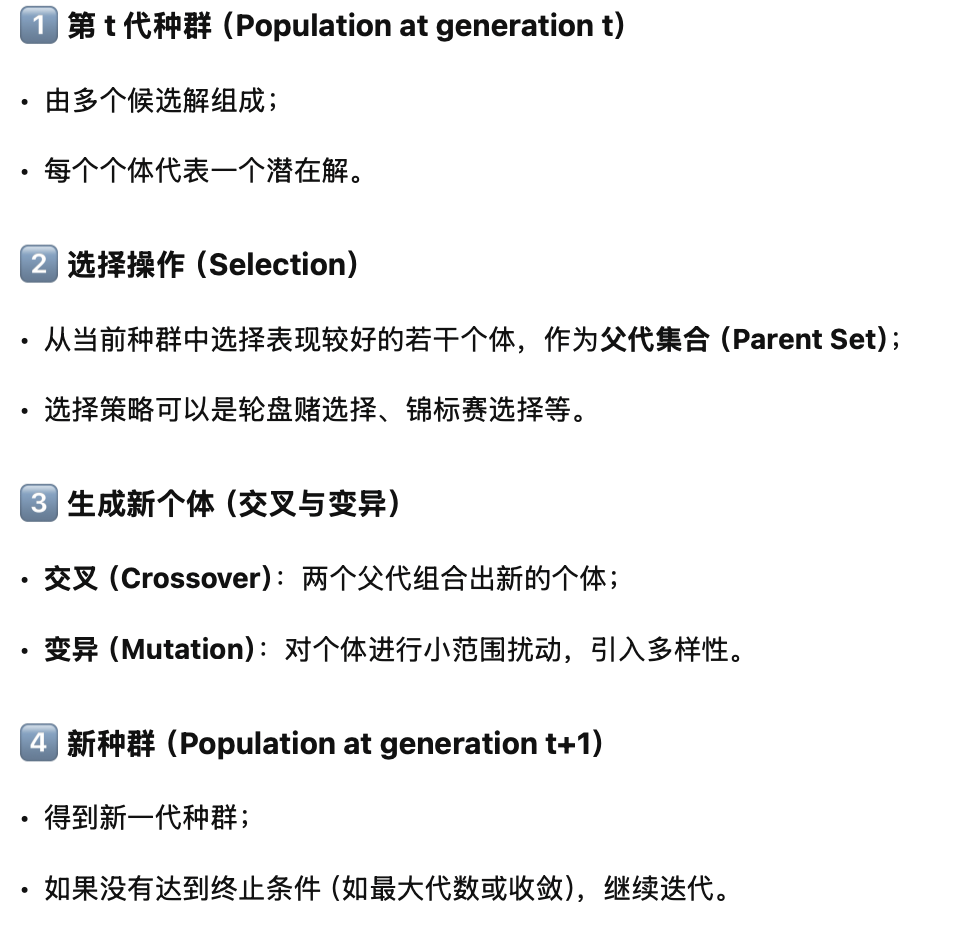 1️⃣ 第 t 代种群（Population at generation t）
• 由多个候选解组成；
• 每个个体代表一个潜在解。
2️⃣ 选择操作（Selection）
• 从当前种群中选择表现较好的若干个体，作为父代集合（Parent Set）；
• 选择策略可以是轮盘赌选择、锦标赛选择等。
3️⃣ 生成新个体（交叉与变异）
• 交叉（Crossover）：两个父代组合出新的个体；
• 变异（Mutation）：对个体进行小范围扰动，引入多样性。
4️⃣ 新种群（Population at generation t+1）
• 得到新一代种群；
• 如果没有达到终止条件（如最大代数或收敛），继续迭代。